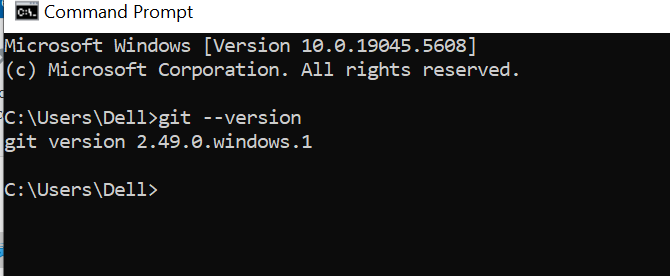 Command Prompt
Microsoft Windows [Version 10.0.19045.5608]
(c) Microsoft Corporation. All rights reserved.
C:\Users\Dell>git --version
git version 2.49.0.windows.1
C:\Users\Dell>